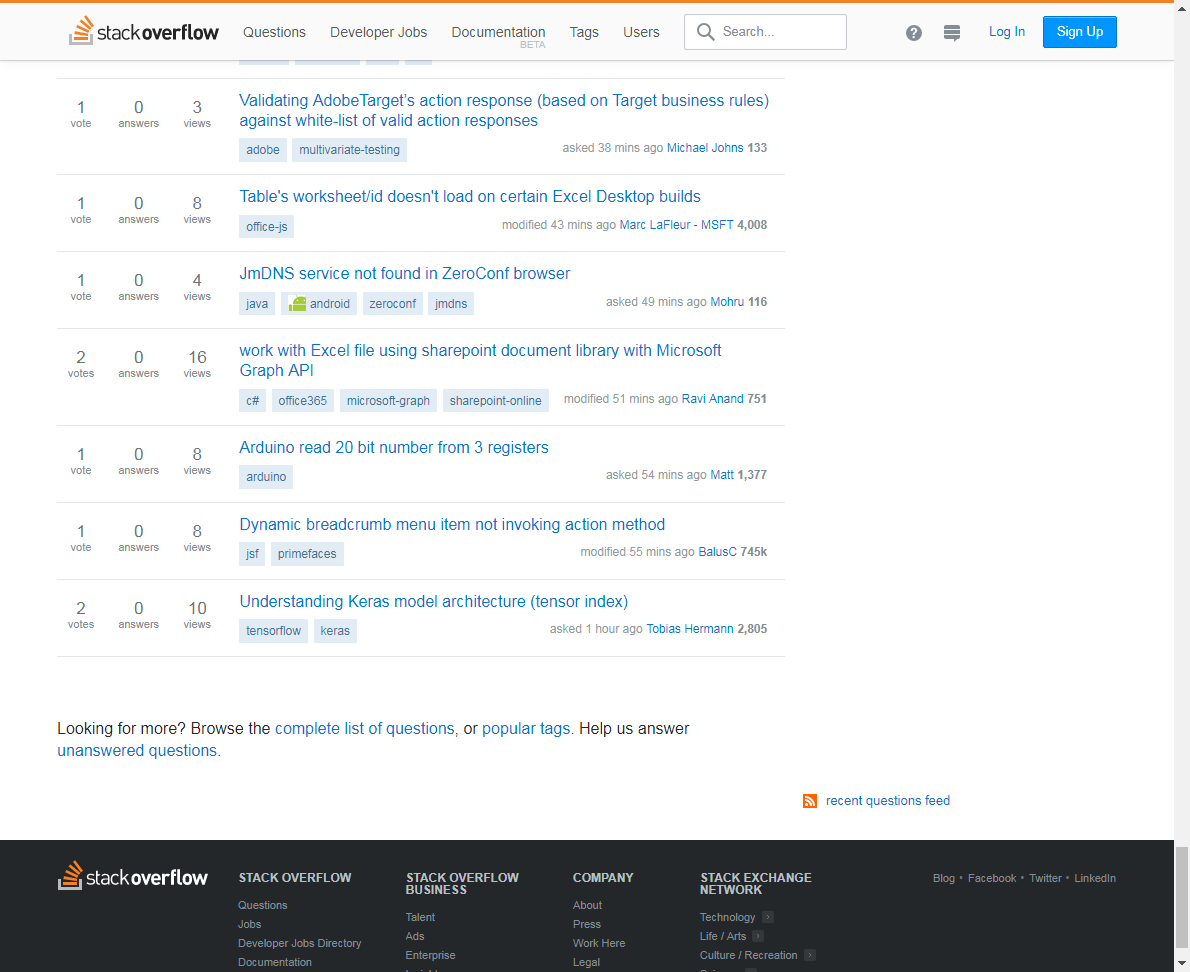 stackoverflow Questions Developer Jobs Documentation BETA Tags Users Search... Log In Sign Up
1 vote 0 answers 3 views
Validating AdobeTarget’s action response (based on Target business rules)
against white-list of valid action responses
adobe multivariate-testing asked 38 mins ago Michael Johns 133
1 vote 0 answers 8 views
Table's worksheet/id doesn't load on certain Excel Desktop builds
office-js modified 43 mins ago Marc LaFleur - MSFT 4,008
1 vote 0 answers 4 views
JmDNS service not found in ZeroConf browser
java android zeroconf jmdns asked 49 mins ago Mohru 116
2 votes 0 answers 16 views
work with Excel file using sharepoint document library with Microsoft
Graph API
c# office365 microsoft-graph sharepoint-online modified 51 mins ago Ravi Anand 751
1 vote 0 answers 8 views
Arduino read 20 bit number from 3 registers
arduino asked 54 mins ago Matt 1,377
1 vote 0 answers 8 views
Dynamic breadcrumb menu item not invoking action method
jsf primefaces modified 55 mins ago BalusC 745k
2 votes 0 answers 10 views
Understanding Keras model architecture (tensor index)
tensorflow keras asked 1 hour ago Tobias Hermann 2,805
Looking for more? Browse the complete list of questions, or popular tags. Help us answer
unanswered questions.
recent questions feed
stackoverflow
STACK OVERFLOW
Questions
Jobs
Developer Jobs Directory
Documentation
STACK OVERFLOW
BUSINESS
Talent
Ads
Enterprise
COMPANY
About
Press
Work Here
Legal
STACK EXCHANGE
NETWORK
Technology
Life / Arts
Culture / Recreation
Blog • Facebook • Twitter • LinkedIn